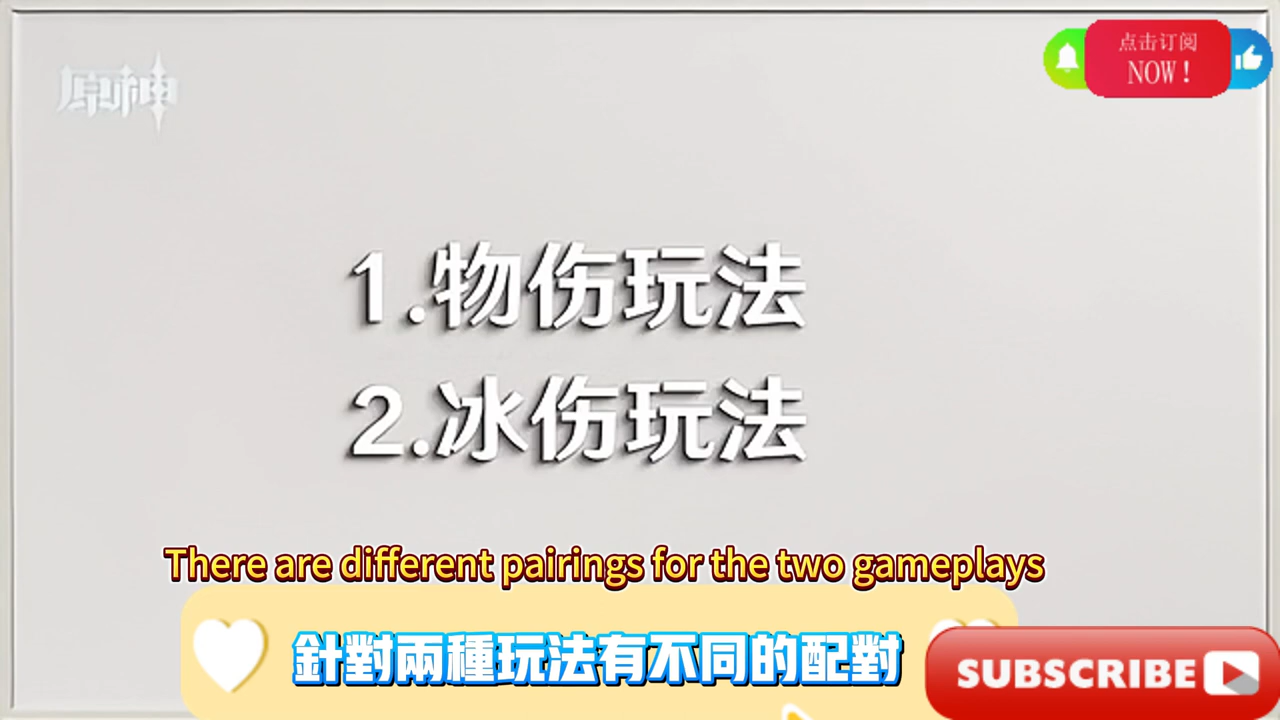 原神
点击订阅
NOW!
1.物伤玩法
2.冰伤玩法
There are different pairings for the two gameplays
針對兩種玩法有不同的配對
SUBSCRIBE